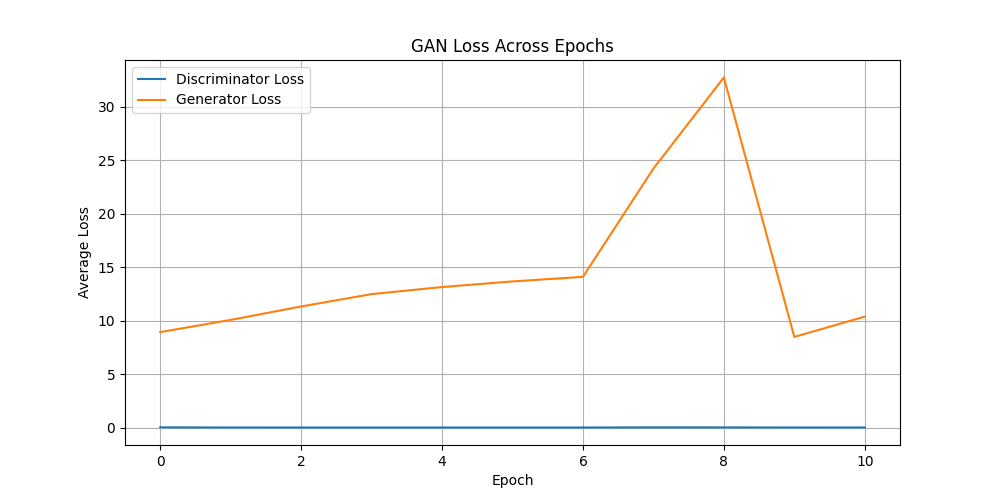 GAN Loss Across Epochs
Discriminator Loss
Generator Loss
Average Loss
30
25
20
15
10
5
0
0 2 4 6 8 10
Epoch